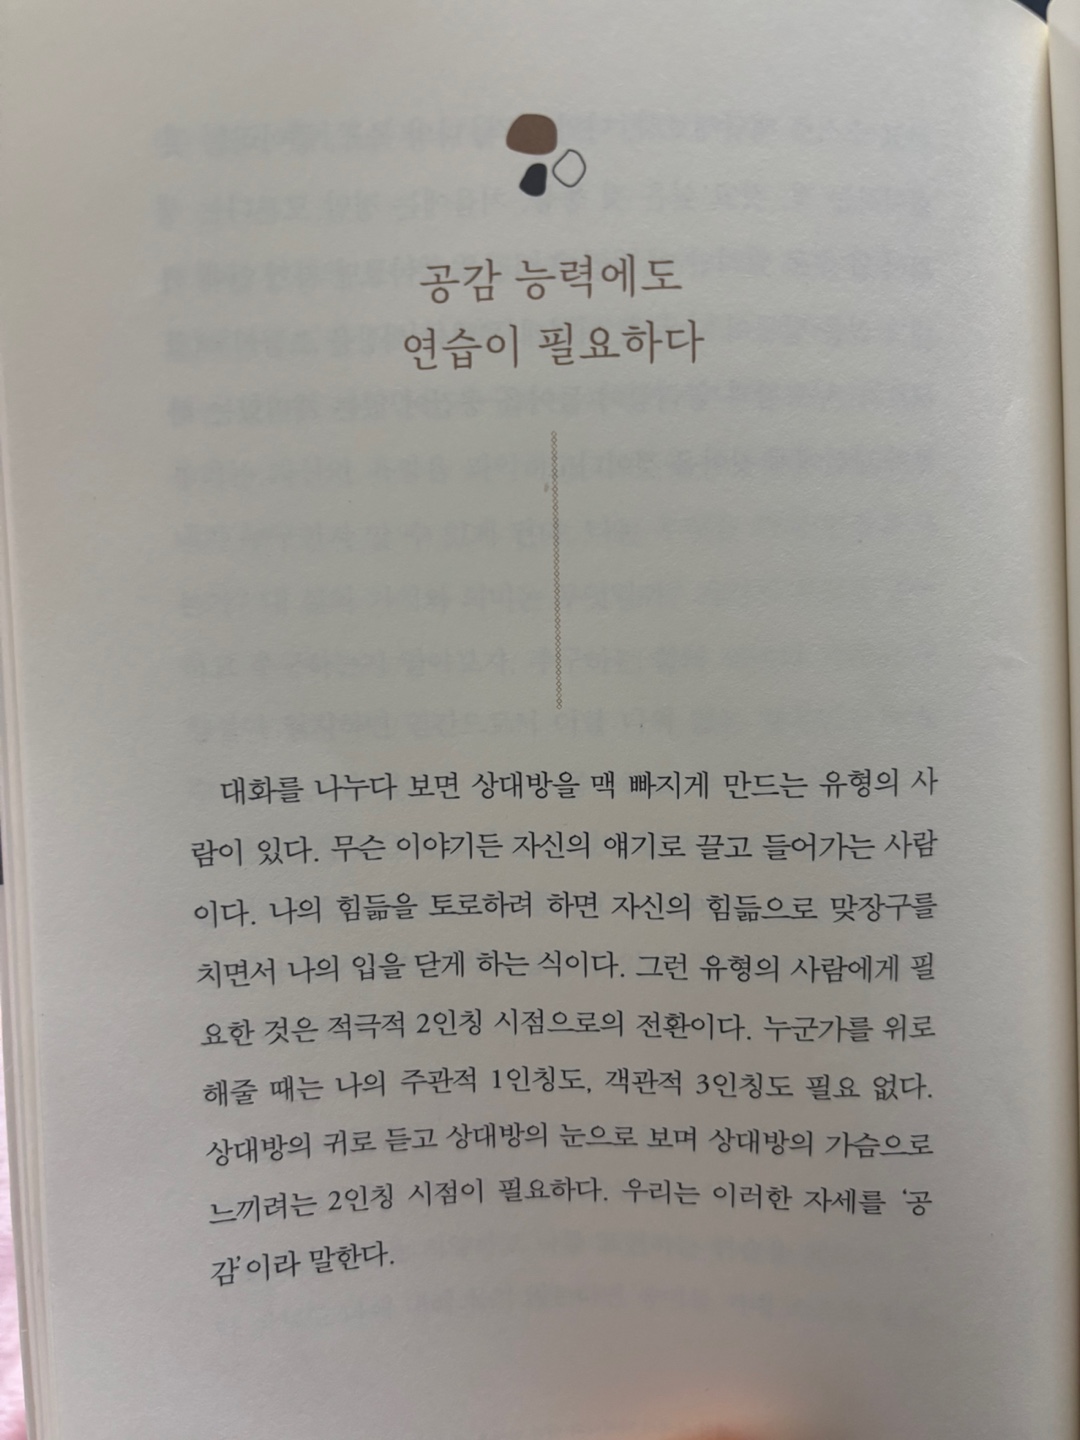 공감 능력에도
연습이 필요하다
대화를 나누다 보면 상대방을 맥 빠지게 만드는 유형의 사
람이 있다. 무슨 이야기든 자신의 얘기로 끌고 들어가는 사람
이다. 나의 힘듦을 토로하려 하면 자신의 힘듦으로 맞장구를
치면서 나의 입을 닫게 하는 식이다. 그런 유형의 사람에게 필
요한 것은 적극적 2인칭 시점으로의 전환이다. 누군가를 위로
해줄 때는 나의 주관적 1인칭도, 객관적 3인칭도 필요 없다.
상대방의 귀로 듣고 상대방의 눈으로 보며 상대방의 가슴으로
느끼려는 2인칭 시점이 필요하다. 우리는 이러한 자세를 ‘공
감’이라 말한다.